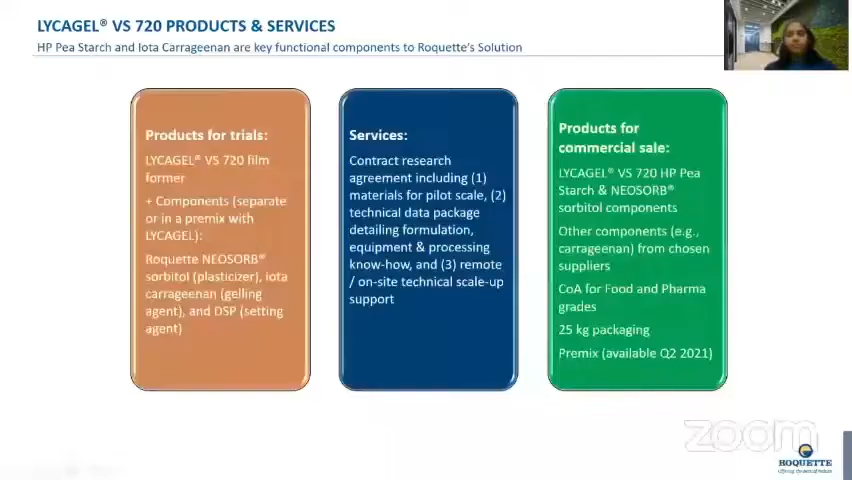 LYCAGEL® VS 720 PRODUCTS & SERVICES
HP Pea Starch and Iota Carrageenan are key functional components to Roquette's Solution
Products for trials:
LYCAGEL® VS 720 film
former
+ Components (separate
or in a premix with
LYCAGEL):
Roquette NEOSORB®
sorbitol (plasticizer), iota
carrageenan (gelling
agent), and DSP (setting
agent)
Services:
Contract research
agreement including (1)
materials for pilot scale, (2)
technical data package
detailing formulation,
equipment & processing
know-how, and (3) remote
/ on-site technical scale-up
support
Products for
commercial sale:
LYCAGEL® VS 720 HP Pea
Starch & NEOSORB®
sorbitol components
Other components (e.g.,
carrageenan) from chosen
suppliers
CoA for Food and Pharma
grades
25 kg packaging
Premix (available Q2 2021)
zoom
ROQUETTE
Offering the best of nature